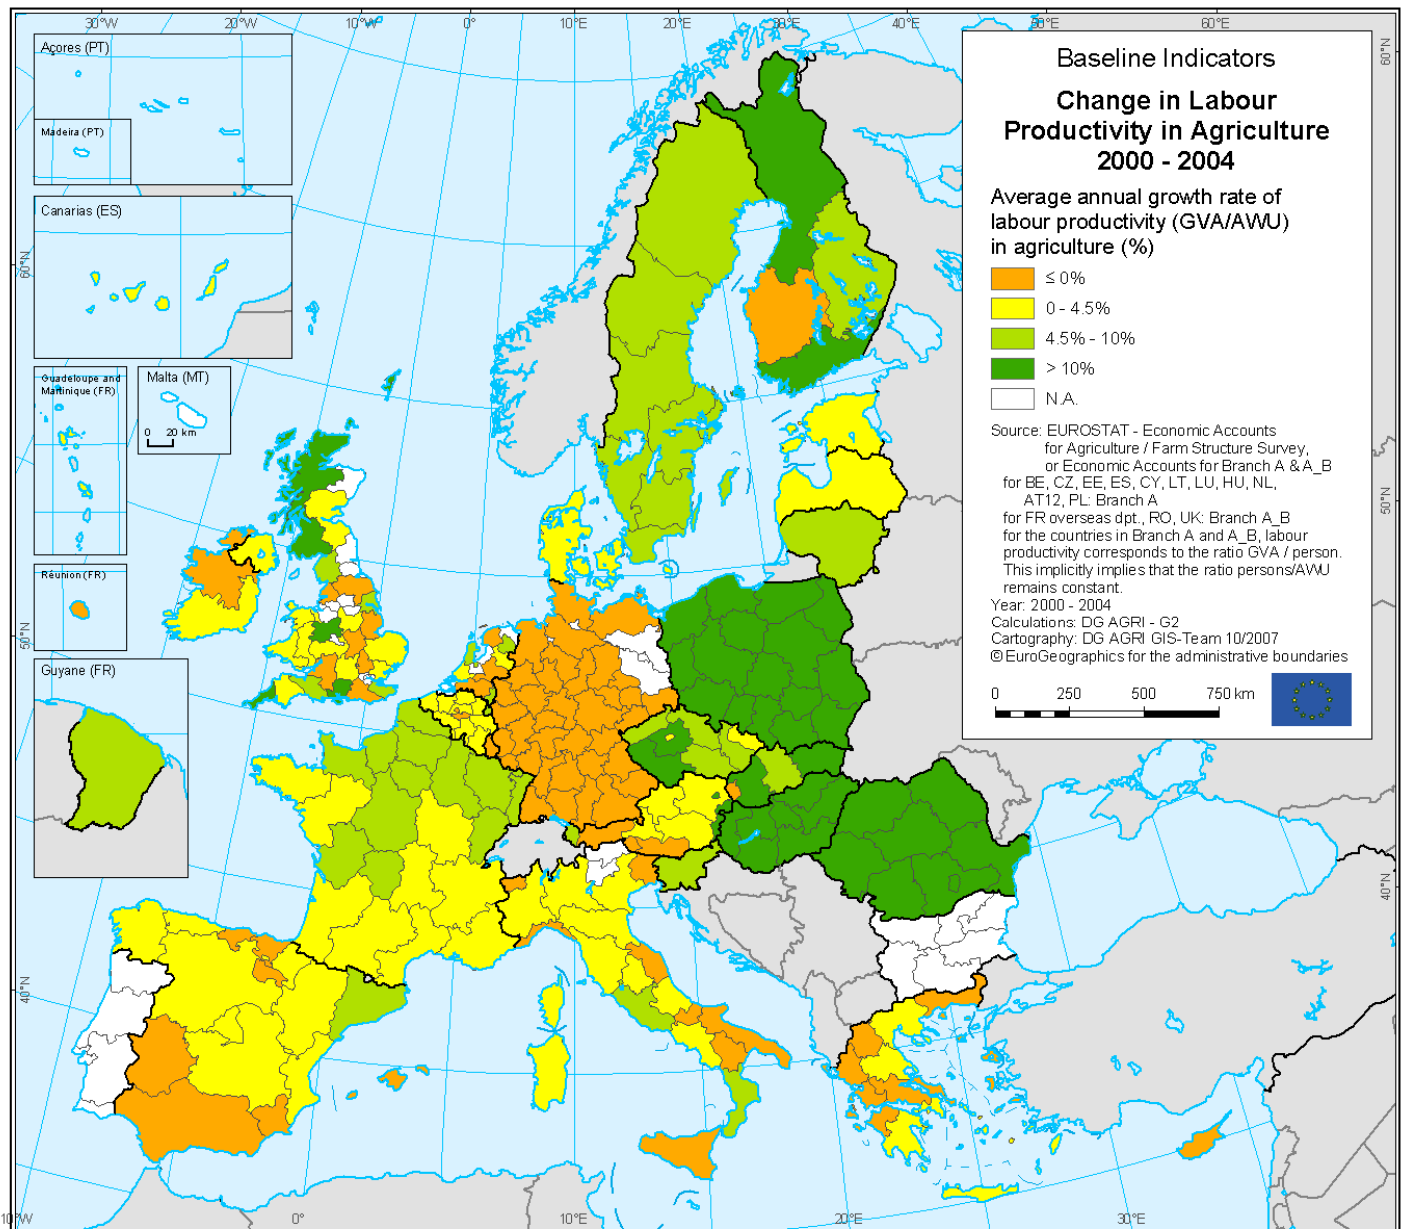 30°W
20°W
10°W
0°
10°E
20°E
30°E
40°E
50°E
60°E
Açores (PT)
Madeira (PT)
Canarias (ES)
Guadeloupe and
Martinique (FR)
Malta (MT)
0 20 km
Réunion (FR)
Guyane (FR)
60°N
50°N
40°N
60°N
50°N
40°N
Baseline Indicators
Change in Labour
Productivity in Agriculture
2000 - 2004
Average annual growth rate of
labour productivity (GVA/AWU)
in agriculture (%)
≤ 0%
0 - 4.5%
4.5% - 10%
> 10%
N.A.
Source: EUROSTAT - Economic Accounts
for Agriculture / Farm Structure Survey,
or Economic Accounts for Branch A & A_B
for BE, CZ, EE, ES, CY, LT, LU, HU, NL,
AT12, PL: Branch A
for FR overseas dpt., RO, UK: Branch A_B
for the countries in Branch A and A_B, labour
productivity corresponds to the ratio GVA / person.
This implicitly implies that the ratio persons/AWU
remains constant.
Year: 2000 - 2004
Calculations: DG AGRI - G2
Cartography: DG AGRI GIS-Team 10/2007
© EuroGeographics for the administrative boundaries
0 250 500 750 km
10°W
0°
10°E
20°E
30°E